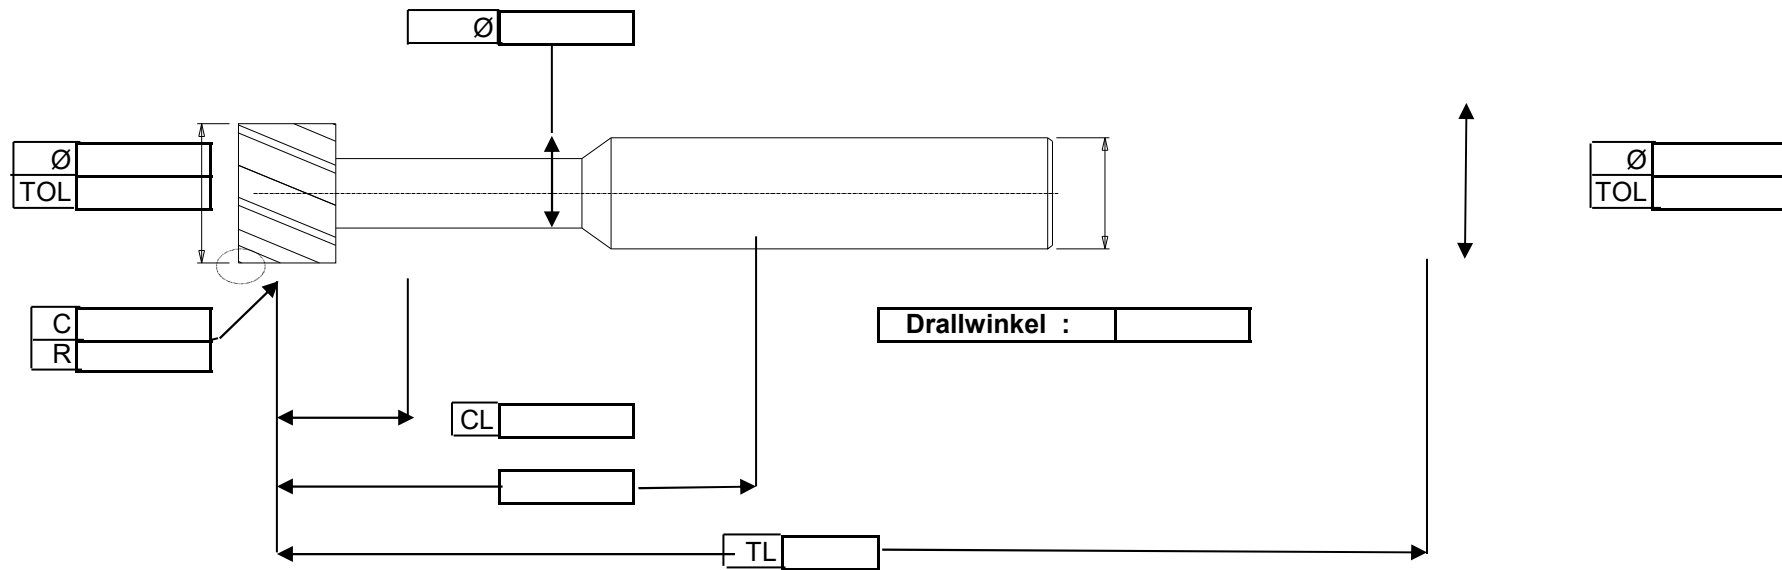 Ø
Ø
TOL
Ø
TOL
C
R
Drallwinkel :
CL
TL